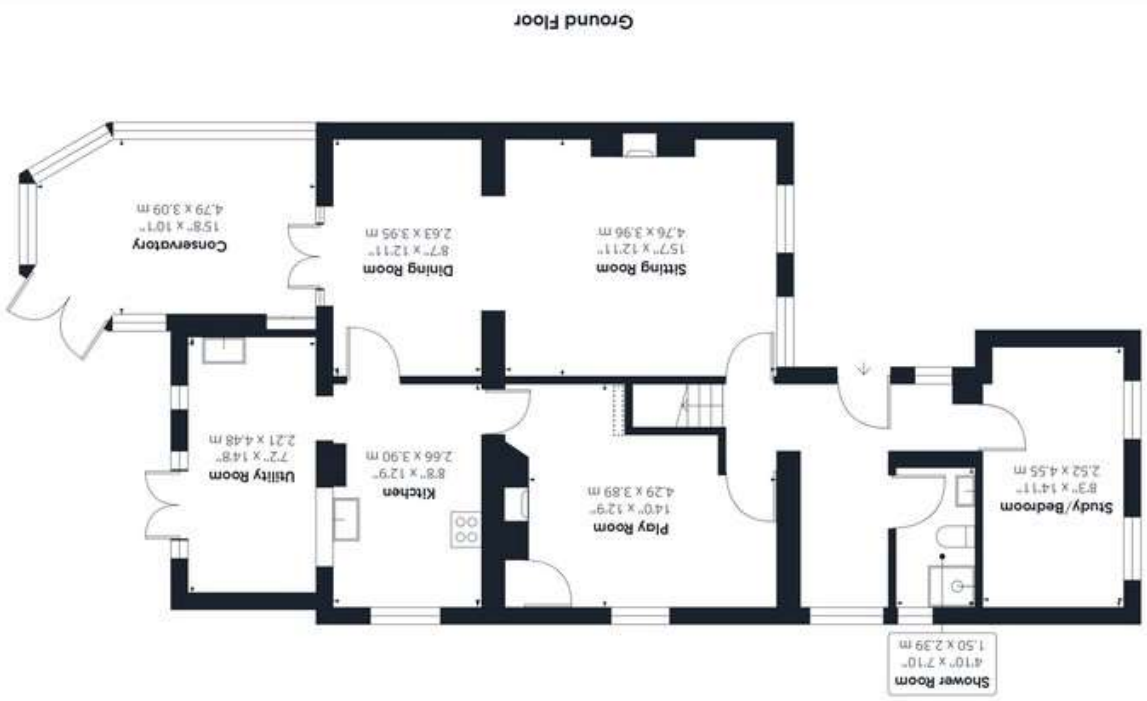 Shower Room
4'10" x 7'10"
1.50 x 2.39 m
Study/Bedroom
8'3" x 14'11"
2.52 x 4.55 m
Play Room
14'0" x 12'9"
4.29 x 3.89 m
Kitchen
8'8" x 12'9"
2.66 x 3.90 m
Utility Room
7'2" x 14'8"
2.21 x 4.48 m
Sitting Room
15'7" x 12'11"
4.76 x 3.96 m
Dining Room
8'7" x 12'11"
2.63 x 3.95 m
Conservatory
15'8" x 10'1"
4.79 x 3.09 m
Ground Floor